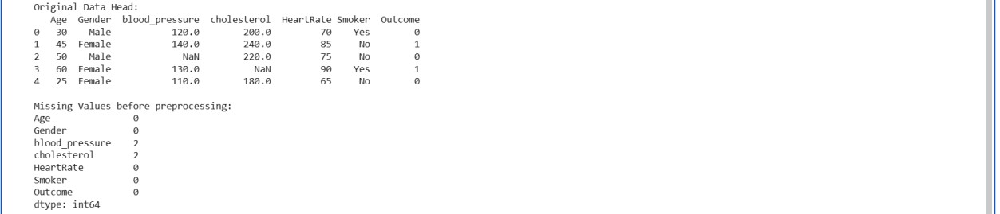 Original Data Head:
   Age  Gender  blood_pressure  cholesterol  HeartRate Smoker  Outcome
0   30    Male           120.0        200.0         70    Yes        0
1   45  Female           140.0        240.0         85     No        1
2   50    Male             NaN        220.0         75     No        0
3   60  Female           130.0          NaN         90    Yes        1
4   25  Female           110.0        180.0         65     No        0
Missing Values before preprocessing:
Age               0
Gender            0
blood_pressure    2
cholesterol       2
HeartRate         0
Smoker            0
Outcome           0
dtype: int64